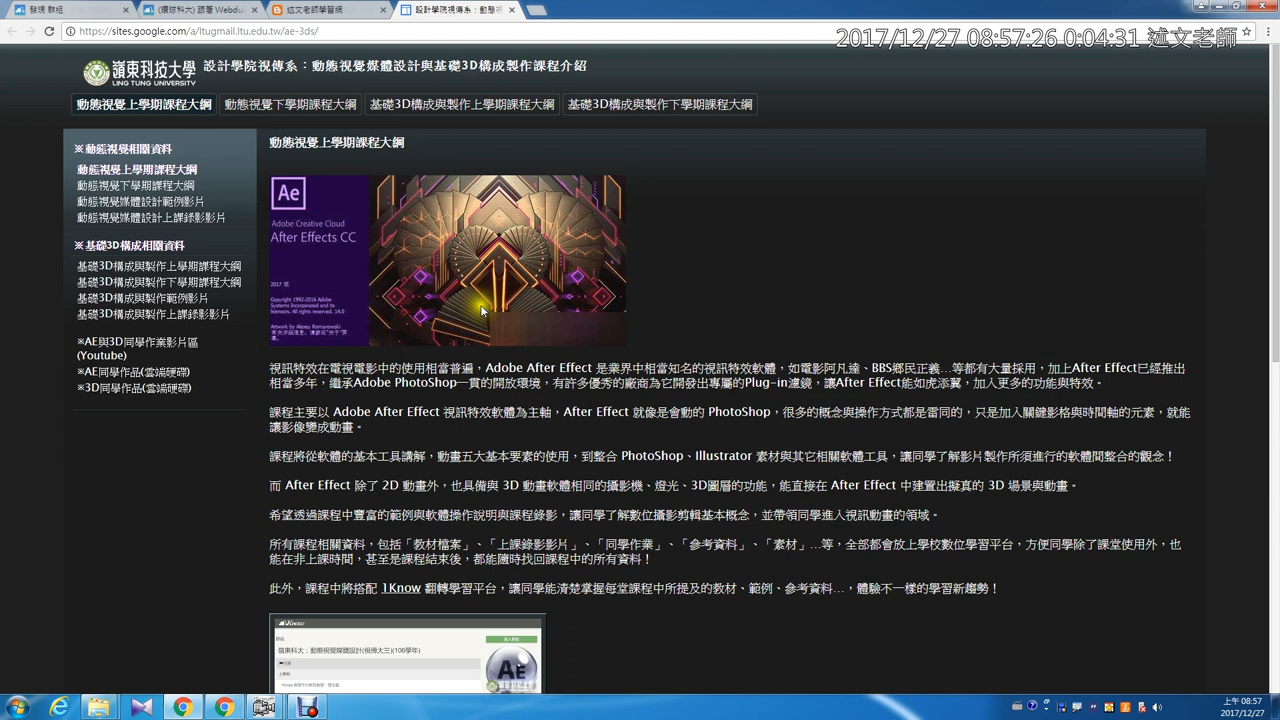 發現 群組
(環球科大) 跟著 Webdu
述文老師學習網
設計學院視傳系：動態視
https://sites.google.com/a/ltugmail.ltu.edu.tw/ae-3ds/
2017/12/27 08:57:26 0:04:31 述文老師
嶺東科技大學
LING TUNG UNIVERSITY
設計學院視傳系：動態視覺媒體設計與基礎3D構成製作課程介紹
動態視覺上學期課程大綱
動態視覺下學期課程大綱
基礎3D構成與製作上學期課程大綱
基礎3D構成與製作下學期課程大綱
※動態視覺相關資料
動態視覺上學期課程大綱
動態視覺下學期課程大綱
動態視覺媒體設計範例影片
動態視覺媒體設計上課錄影影片
※基礎3D構成相關資料
基礎3D構成與製作上學期課程大綱
基礎3D構成與製作下學期課程大綱
基礎3D構成與製作範例影片
基礎3D構成與製作上課錄影影片
※AE與3D同學作業影片區
(Youtube)
※AE同學作品(雲端硬碟)
※3D同學作品(雲端硬碟)
動態視覺上學期課程大綱
Ae
Adobe Creative Cloud
After Effects CC
2017 版
Copyright 1992-2016 Adobe
Systems Incorporated and its
licensors. All rights reserved. 14.0
Artwork by Alexey Romanowski
視訊特效在電視電影中的使用相當普遍，Adobe After Effect 是業界中相當知名的視訊特效軟體，如電影阿凡達、BBS鄉民正義…等都有大量採用，加上After Effect已經推出
相當多年，繼承Adobe PhotoShop一貫的開放環境，有許多優秀的廠商為它開發出專屬的Plug-in濾鏡，讓After Effect能如虎添翼，加入更多的功能與特效。
課程主要以 Adobe After Effect 視訊特效軟體為主軸，After Effect 就像是會動的 PhotoShop，很多的概念與操作方式都是雷同的，只是加入關鍵影格與時間軸的元素，就能
讓影像變成動畫。
課程將從軟體的基本工具講解，動畫五大基本要素的使用，到整合 PhotoShop、Illustrator 素材與其它相關軟體工具，讓同學了解影片製作所須進行的軟體間整合的觀念！
而 After Effect 除了 2D 動畫外，也具備與 3D 動畫軟體相同的攝影機、燈光、3D圖層的功能，能直接在 After Effect 中建置出擬真的 3D 場景與動畫。
希望透過課程中豐富的範例與軟體操作說明與課程錄影，讓同學了解數位攝影剪輯基本概念，並帶領同學進入視訊動畫的領域。
所有課程相關資料，包括「教材檔案」、「上課錄影影片」、「同學作業」、「參考資料」、「素材」…等，全部都會放上學校數位學習平台，方便同學除了課堂使用外，也
能在非上課時間，甚至是課程結束後，都能隨時找回課程中的所有資料！
此外，課程中將搭配 1Know 翻轉學習平台，讓同學能清楚掌握每堂課程中所提及的教材、範例、參考資料…，體驗不一樣的學習新趨勢！
1Know
群組
嶺東科大：動態視覺媒體設計(視傳大三)(106學年)
AE
上午 08:57
2017/12/27